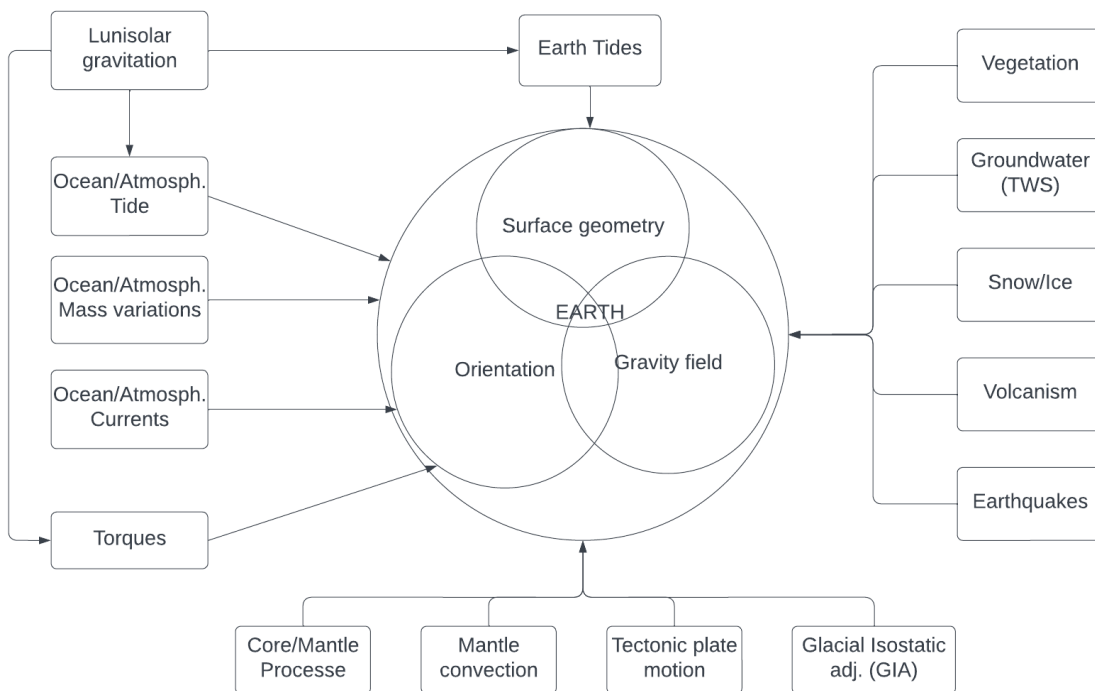 Lunisolar
gravitation
Earth Tides
Vegetation
Ocean/Atmosph.
Tide
Groundwater
(TWS)
Surface geometry
Ocean/Atmosph.
Mass variations
Snow/Ice
EARTH
Orientation
Gravity field
Ocean/Atmosph.
Currents
Volcanism
Earthquakes
Torques
Core/Mantle
Processe
Mantle
convection
Tectonic plate
motion
Glacial Isostatic
adj. (GIA)